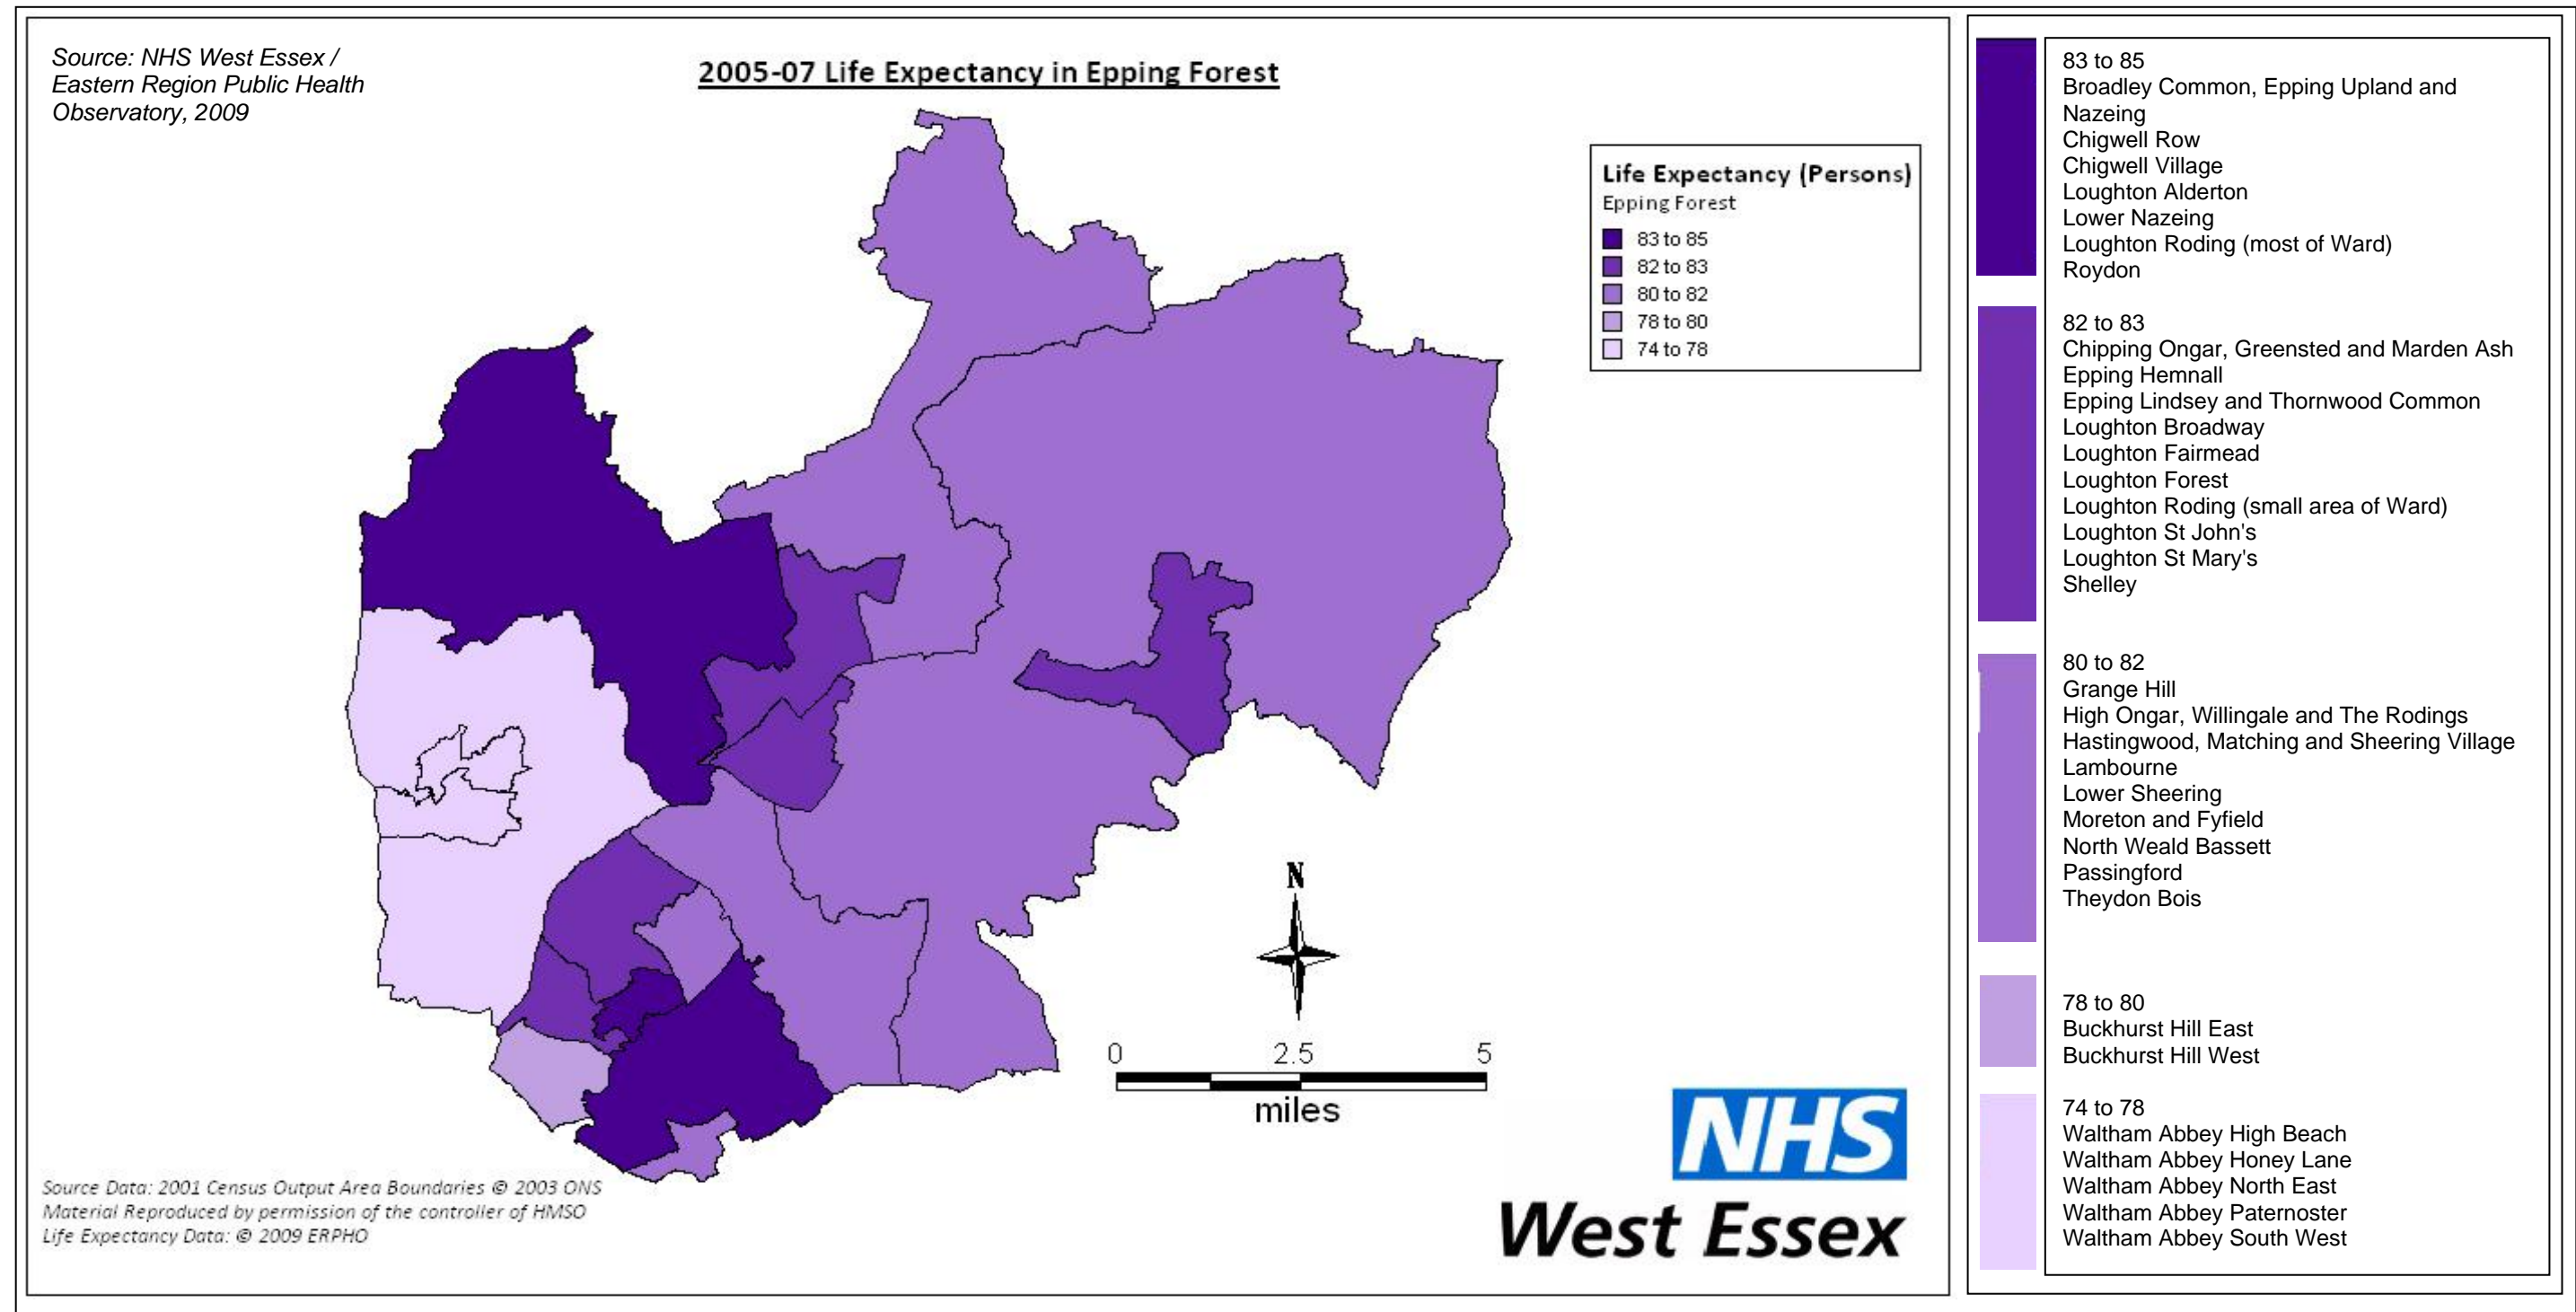 Source: NHS West Essex /
Eastern Region Public Health
Observatory, 2009
2005-07 Life Expectancy in Epping Forest
Life Expectancy (Persons)
Epping Forest
83 to 85
82 to 83
80 to 82
78 to 80
74 to 78
N
0 2.5 5
miles
NHS
West Essex
Source Data: 2001 Census Output Area Boundaries © 2003 ONS
Material Reproduced by permission of the controller of HMSO
Life Expectancy Data: © 2009 ERPHO
83 to 85
Broadley Common, Epping Upland and
Nazeing
Chigwell Row
Chigwell Village
Loughton Alderton
Lower Nazeing
Loughton Roding (most of Ward)
Roydon
82 to 83
Chipping Ongar, Greensted and Marden Ash
Epping Hemnall
Epping Lindsey and Thornwood Common
Loughton Broadway
Loughton Fairmead
Loughton Forest
Loughton Roding (small area of Ward)
Loughton St John's
Loughton St Mary's
Shelley
80 to 82
Grange Hill
High Ongar, Willingale and The Rodings
Hastingwood, Matching and Sheering Village
Lambourne
Lower Sheering
Moreton and Fyfield
North Weald Bassett
Passingford
Theydon Bois
78 to 80
Buckhurst Hill East
Buckhurst Hill West
74 to 78
Waltham Abbey High Beach
Waltham Abbey Honey Lane
Waltham Abbey North East
Waltham Abbey Paternoster
Waltham Abbey South West